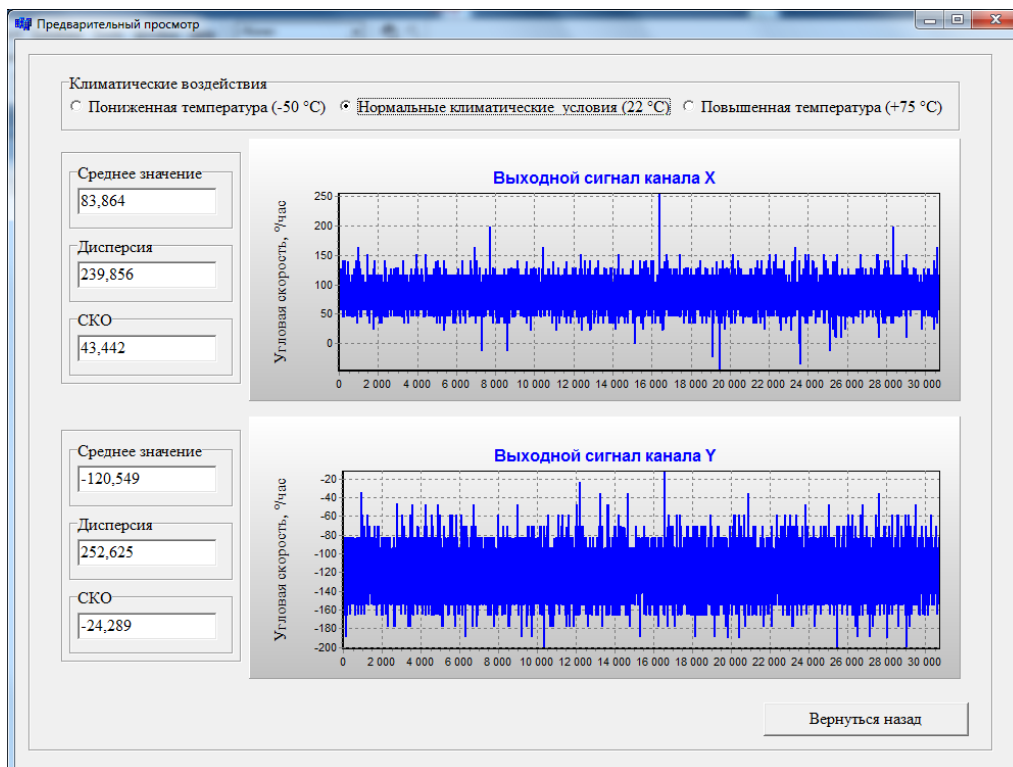 Предварительный просмотр
Климатические воздействия
Пониженная температура (-50 °C) Нормальные климатические условия (22 °C) Повышенная температура (+75 °C)
Среднее значение
83,864
Дисперсия
239,856
СКО
43,442
Выходной сигнал канала X
Угловая скорость, º/час
250
200
150
100
50
0
0 2 000 4 000 6 000 8 000 10 000 12 000 14 000 16 000 18 000 20 000 22 000 24 000 26 000 28 000 30 000
Среднее значение
-120,549
Дисперсия
252,625
СКО
-24,289
Выходной сигнал канала Y
Угловая скорость, º/час
-20
-40
-60
-80
-100
-120
-140
-160
-180
-200
0 2 000 4 000 6 000 8 000 10 000 12 000 14 000 16 000 18 000 20 000 22 000 24 000 26 000 28 000 30 000
Вернуться назад